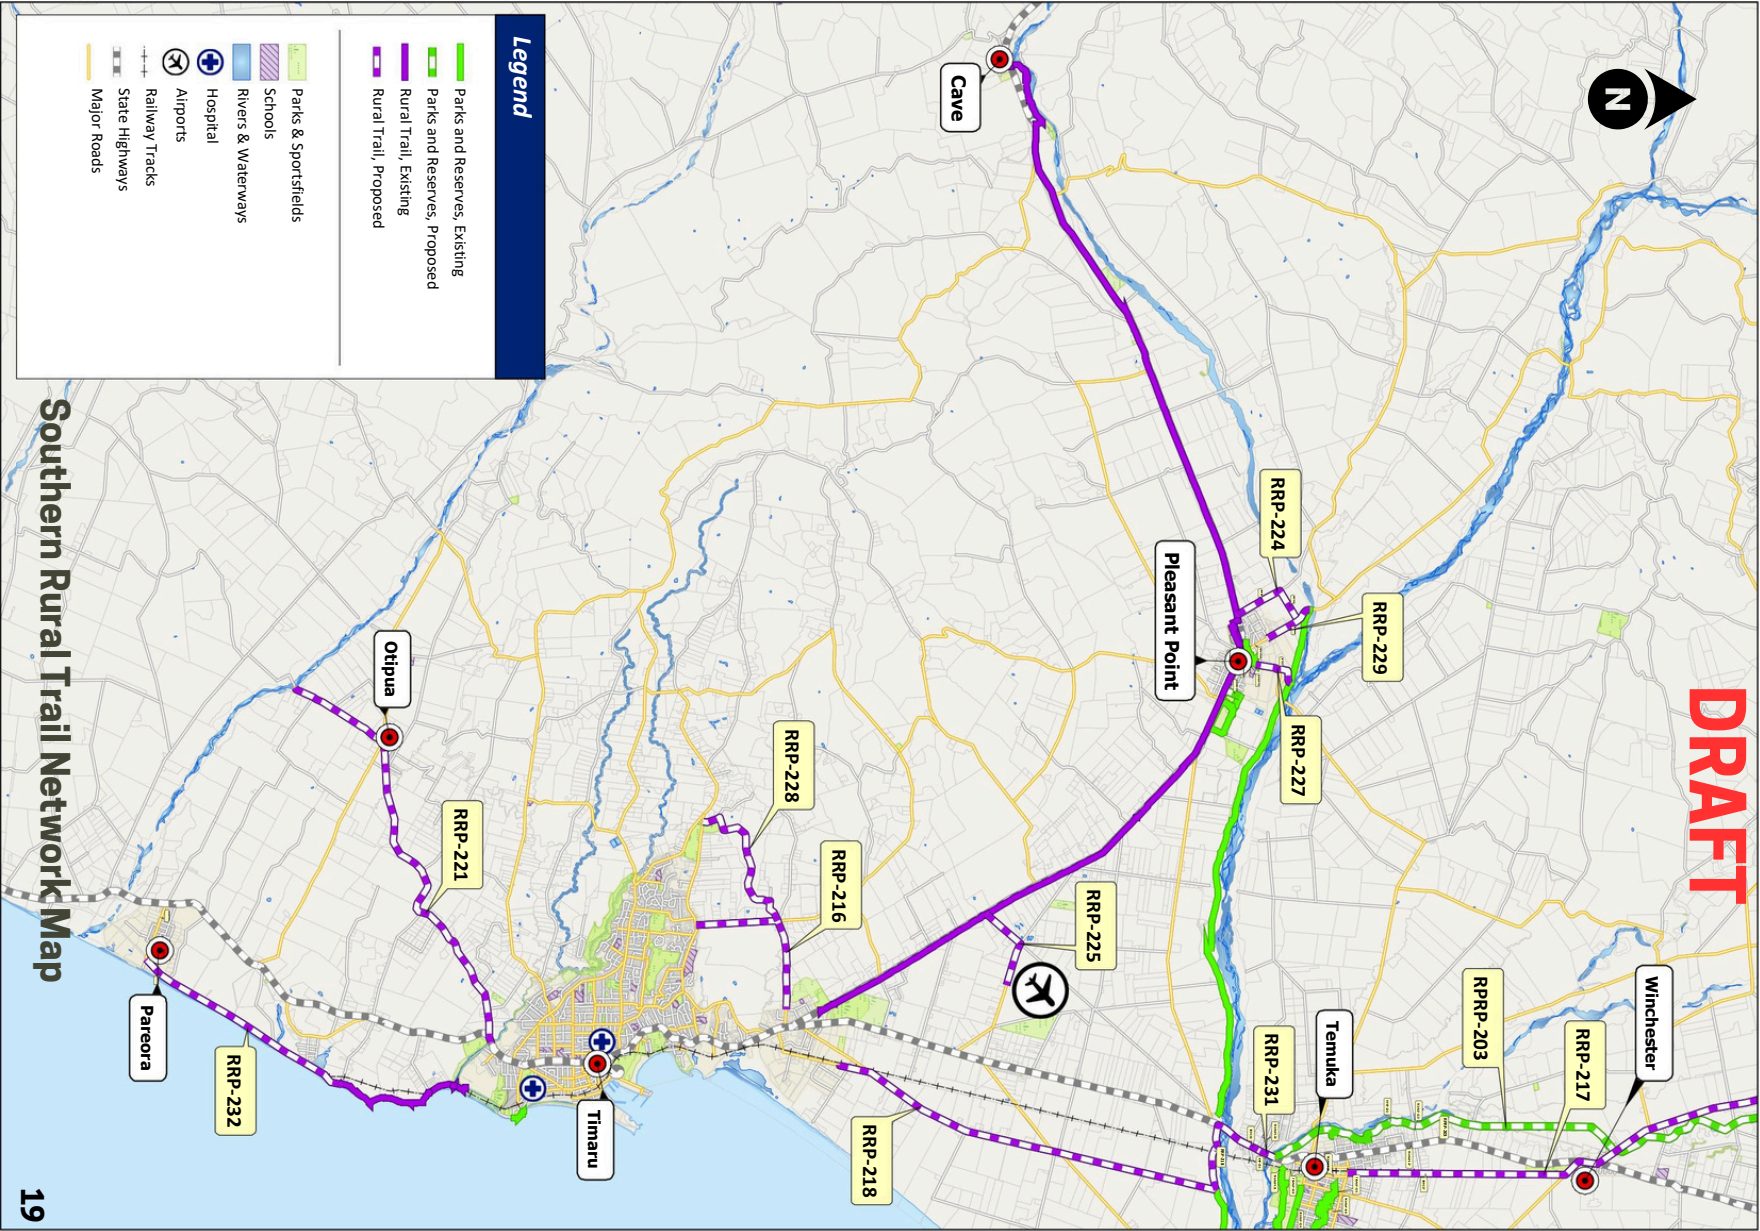 DRAFT
N
Cave
Pleasant Point
RRP-224
RRP-229
RRP-227
RRP-225
RRP-228
RRP-216
RRP-221
Otipua
Pareora
RRP-232
Timaru
RRP-218
RRP-231
Temuka
RPRP-203
RRP-217
Winchester
Legend
Parks and Reserves, Existing
Parks and Reserves, Proposed
Rural Trail, Existing
Rural Trail, Proposed
Parks & Sportsfields
Schools
Rivers & Waterways
Hospital
Airports
Railway Tracks
State Highways
Major Roads
Southern Rural Trail Network Map
19